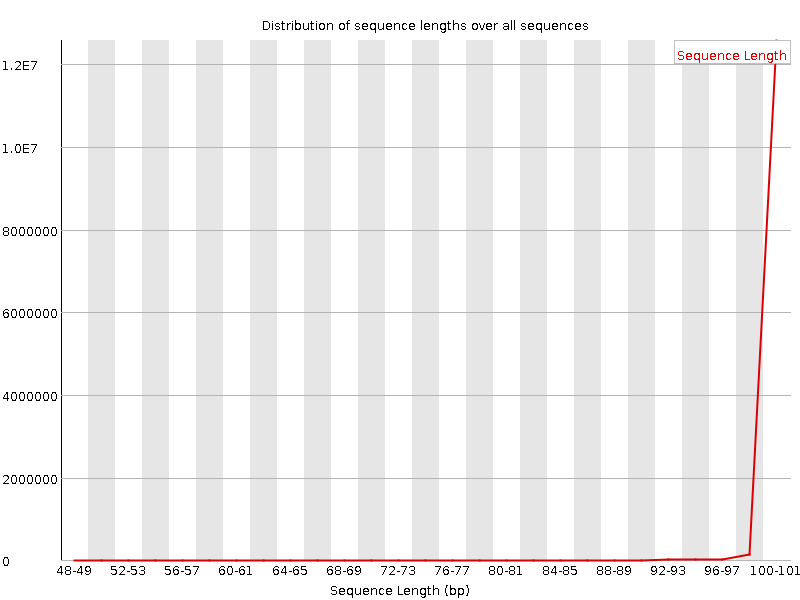 Distribution of sequence lengths over all sequences
Sequence Length
1.2E7
1.0E7
8000000
6000000
4000000
2000000
0
48-49 52-53 56-57 60-61 64-65 68-69 72-73 76-77 80-81 84-85 88-89 92-93 96-97 100-101
Sequence Length (bp)